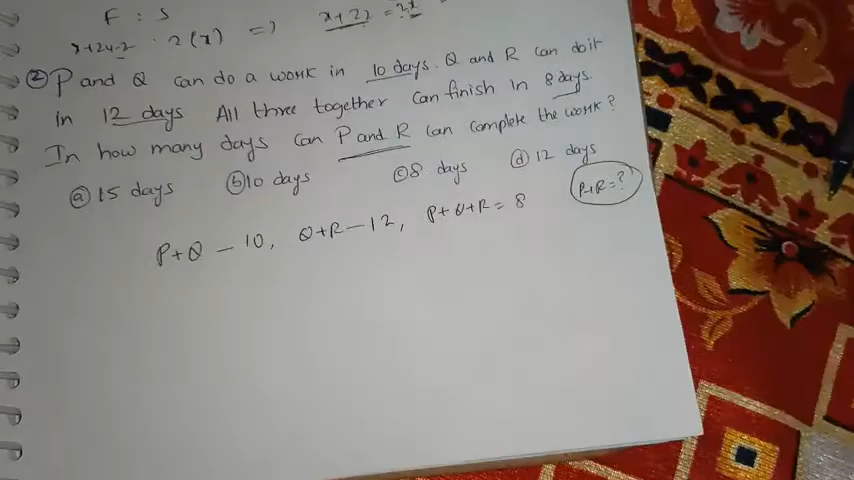 F : S
x+24-2 . 2(x) => x+22 = 2x
② P and Q can do a work in 10 days. Q and R can do it
in 12 days All three together can finish in 8 days.
In how many days can P and R can complete the work?
ⓐ 15 days ⓑ 10 days ⓒ 8 days ⓓ 12 days
P+R=?
P+Q - 10, Q+R - 12, P+Q+R = 8